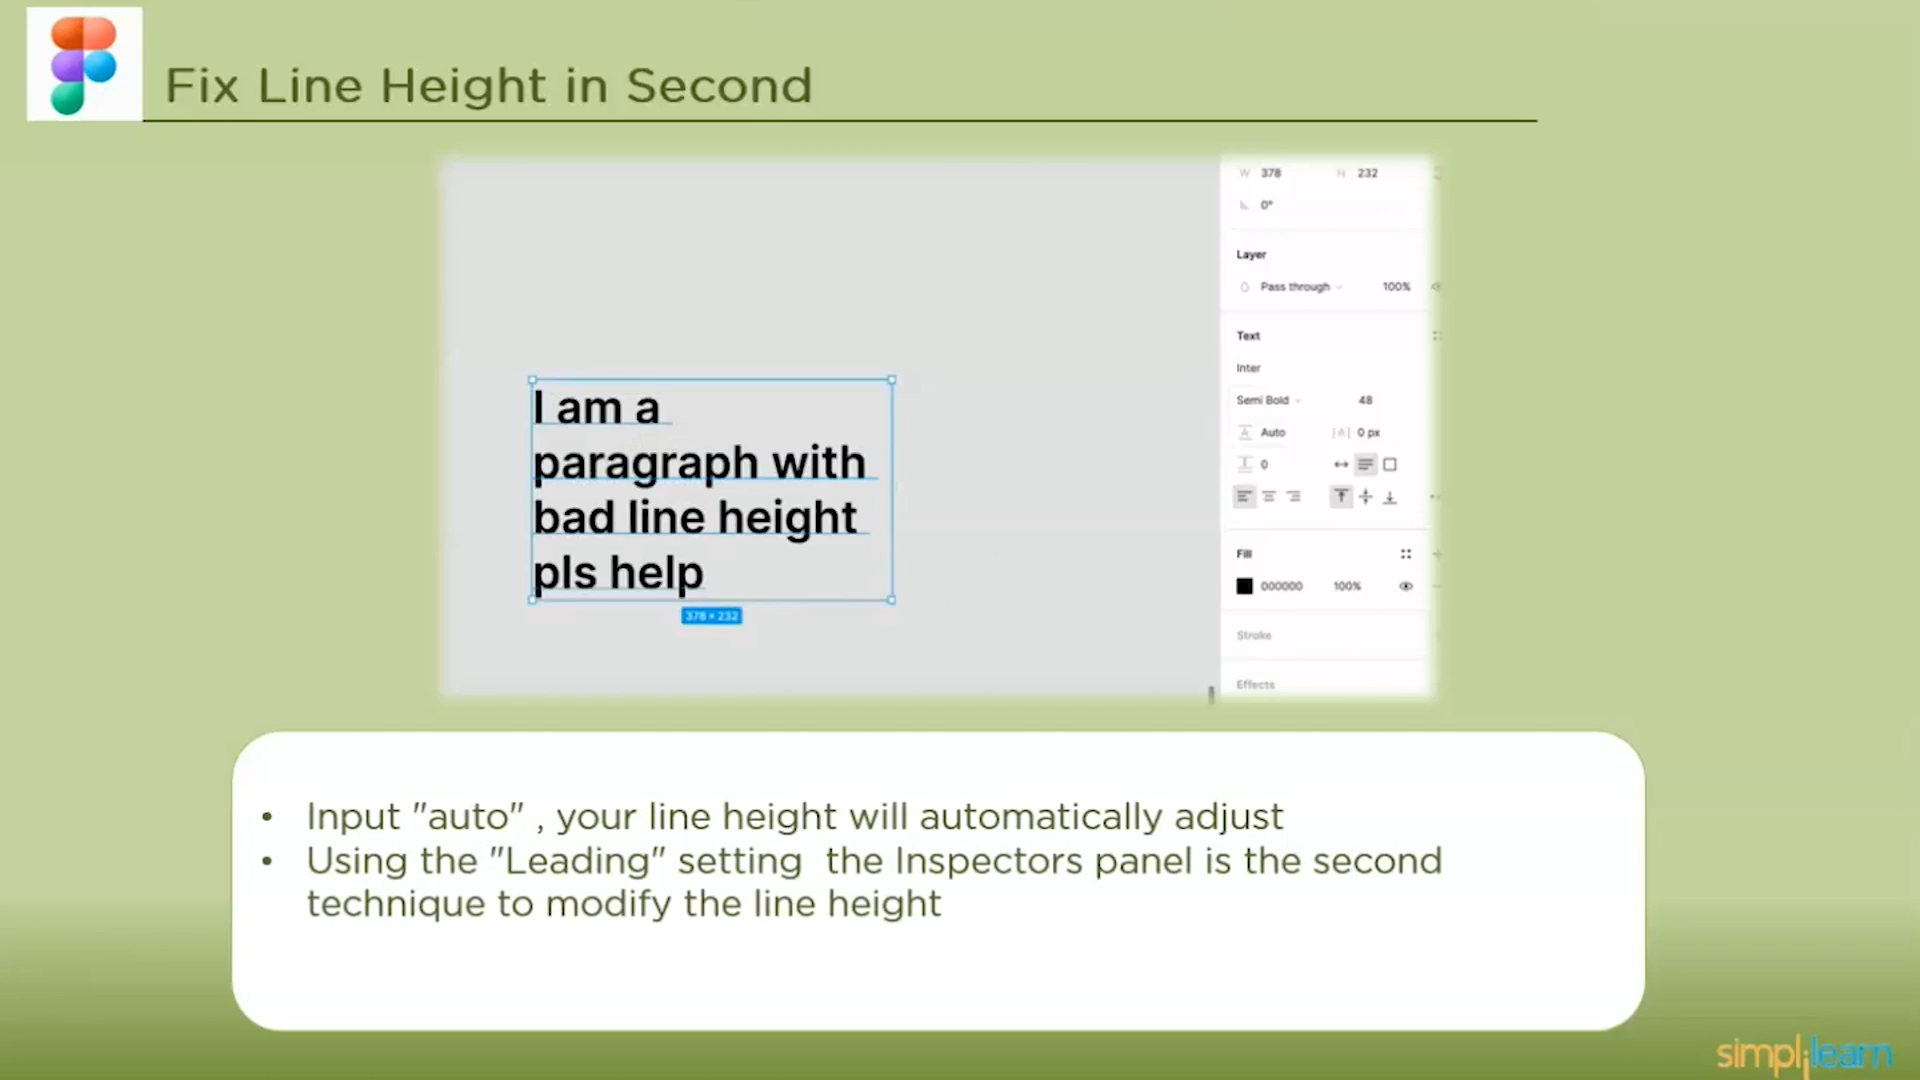 Fix Line Height in Second
W 378 H 232
0°
Layer
Pass through 100%
Text
Inter
Semi Bold 48
Auto |A| 0 px
0
Fill
000000 100%
Stroke
Effects
I am a
paragraph with
bad line height
pls help
378 × 232
• Input "auto" , your line height will automatically adjust
• Using the "Leading" setting the Inspectors panel is the second
technique to modify the line height
simplilearn